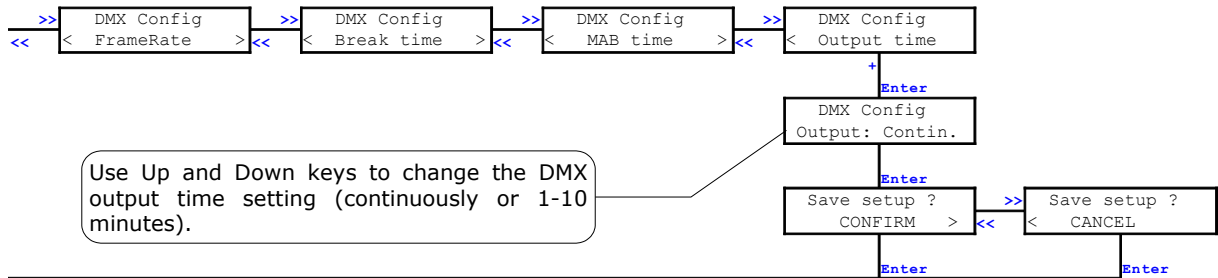 >> DMX Config >> DMX Config >> DMX Config >> DMX Config
<< < FrameRate > << < Break time > << < MAB time > << < Output time
+
Enter
DMX Config
Output: Contin.
Use Up and Down keys to change the DMX
output time setting (continuously or 1-10
minutes).
Enter
Save setup ? >> Save setup ?
CONFIRM > << < CANCEL
Enter Enter